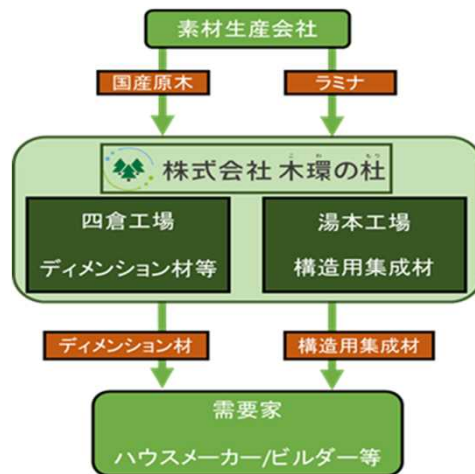 素材生産会社
国産原木
ラミナ
株式会社 木環の杜
四倉工場
ディメンション材等
湯本工場
構造用集成材
ディメンション材
構造用集成材
需要家
ハウスメーカー/ビルダー等